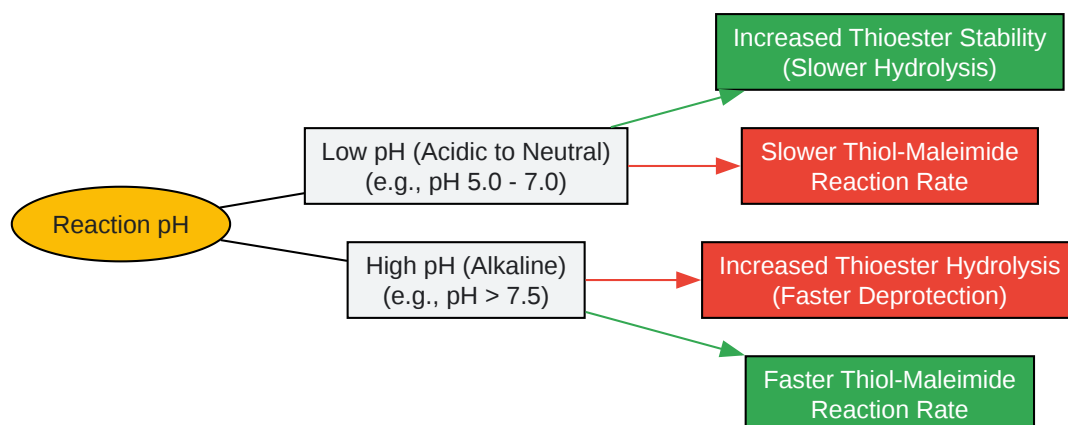 Reaction pH
Low pH (Acidic to Neutral)
(e.g., pH 5.0 - 7.0)
High pH (Alkaline)
(e.g., pH > 7.5)
Increased Thioester Stability
(Slower Hydrolysis)
Slower Thiol-Maleimide
Reaction Rate
Increased Thioester Hydrolysis
(Faster Deprotection)
Faster Thiol-Maleimide
Reaction Rate